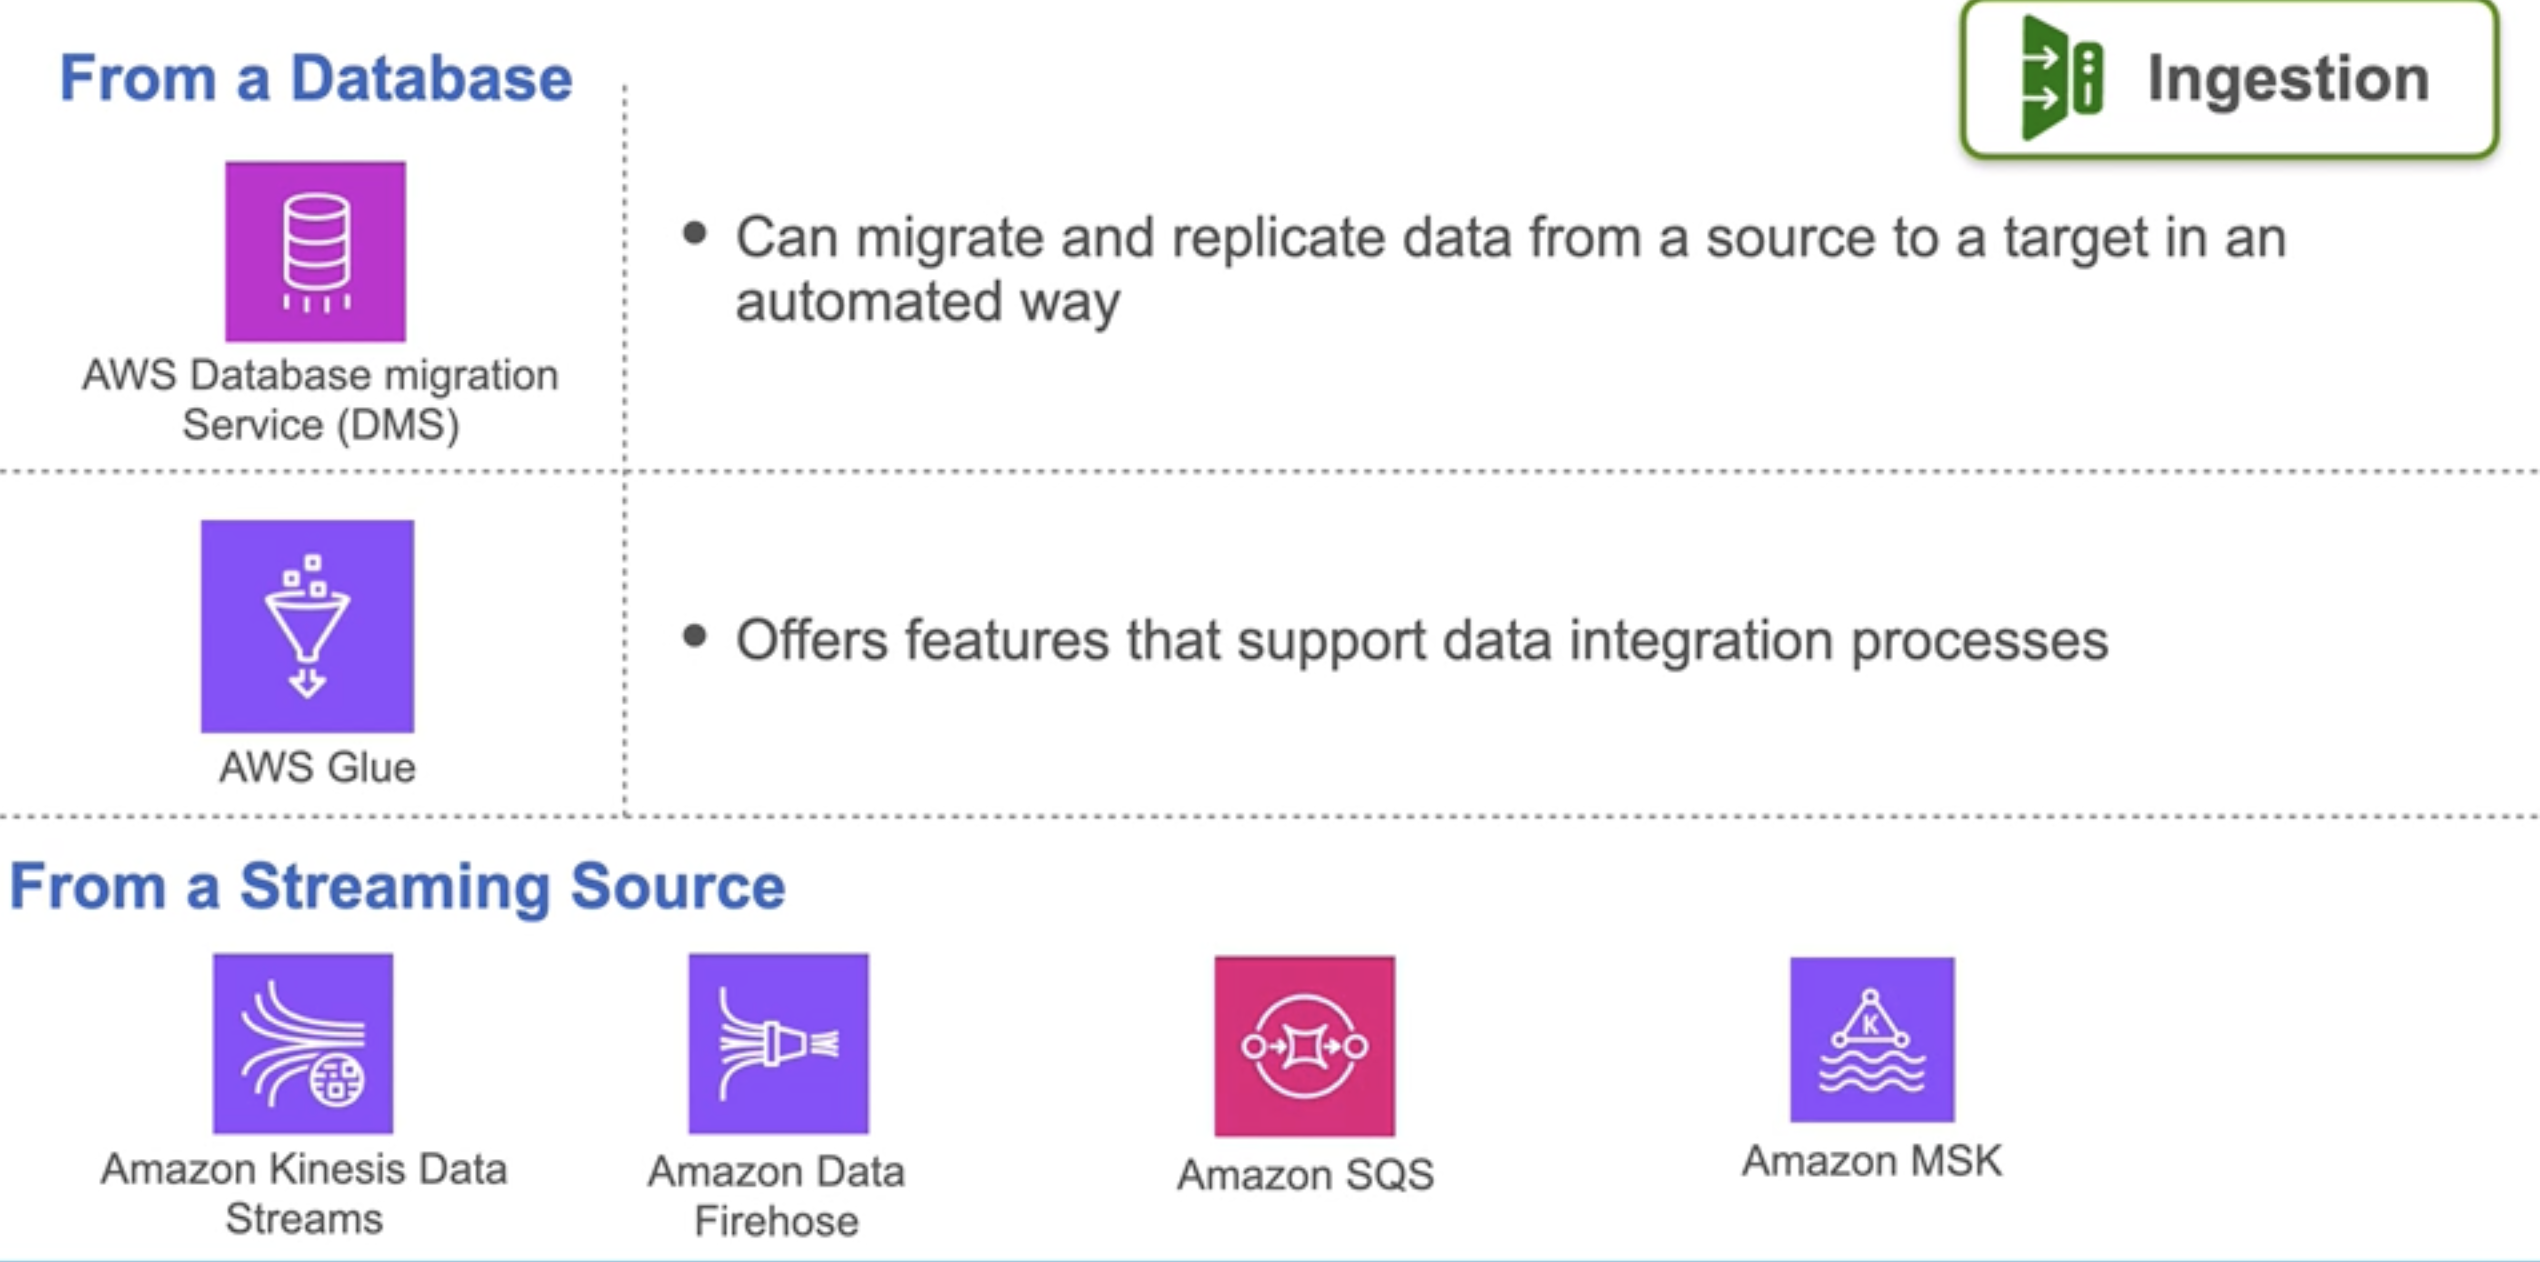 From a Database
Ingestion
• Can migrate and replicate data from a source to a target in an
automated way
AWS Database migration
Service (DMS)
• Offers features that support data integration processes
AWS Glue
From a Streaming Source
K
Amazon Kinesis Data
Streams
Amazon Data
Firehose
Amazon SQS
Amazon MSK